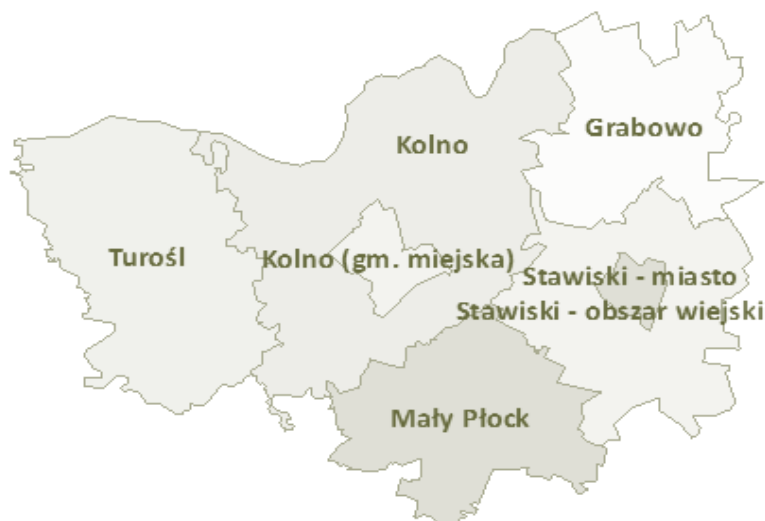 Grabowo
Kolno
Turośl
Kolno (gm. miejska)
Stawiski - miasto
Stawiski - obszar wiejski
Mały Płock